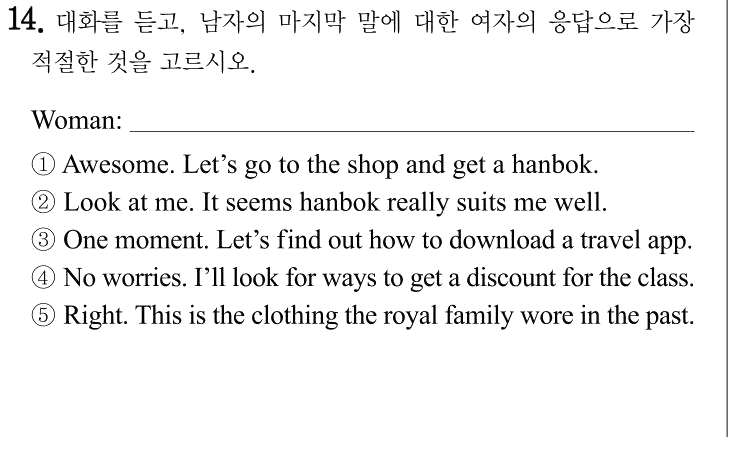 14. 대화를 듣고, 남자의 마지막 말에 대한 여자의 응답으로 가장
적절한 것을 고르시오.
Woman:
① Awesome. Let’s go to the shop and get a hanbok.
② Look at me. It seems hanbok really suits me well.
③ One moment. Let’s find out how to download a travel app.
④ No worries. I’ll look for ways to get a discount for the class.
⑤ Right. This is the clothing the royal family wore in the past.